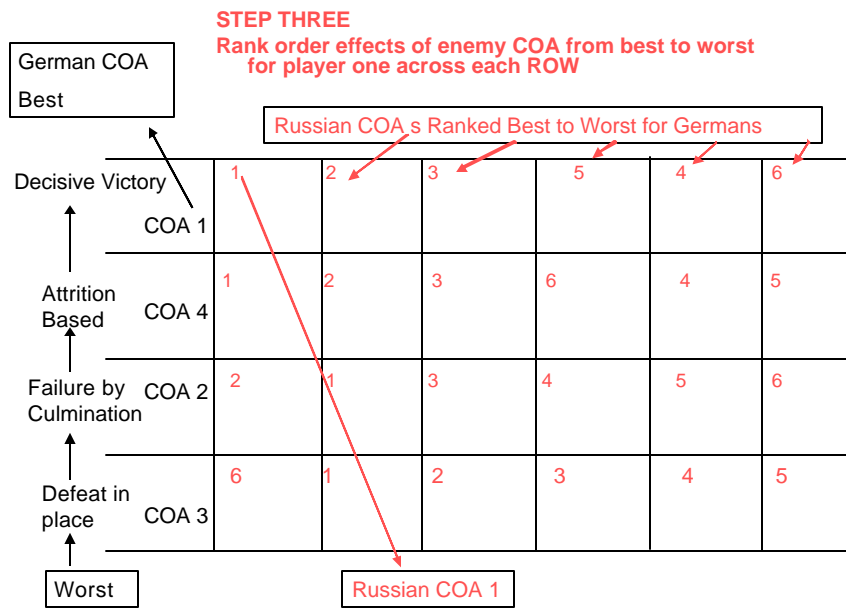 STEP THREE
Rank order effects of enemy COA from best to worst
for player one across each ROW
German COA
Best
Russian COA s Ranked Best to Worst for Germans
Decisive Victory
1 2 3 5 4 6
COA 1
Attrition
Based
COA 4
1 2 3 6 4 5
Failure by
Culmination
COA 2
2 1 3 4 5 6
Defeat in
place
COA 3
6 1 2 3 4 5
Worst
Russian COA 1